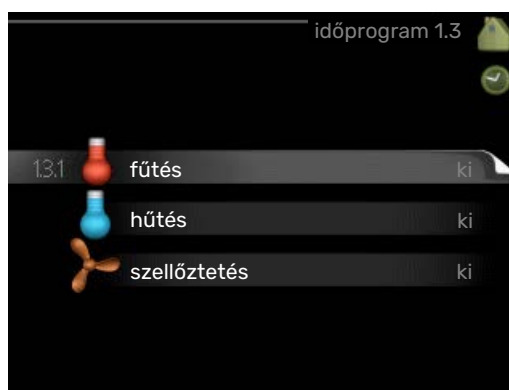 időprogram 1.3
1.3.1 fűtés ki
hűtés ki
szellőztetés ki